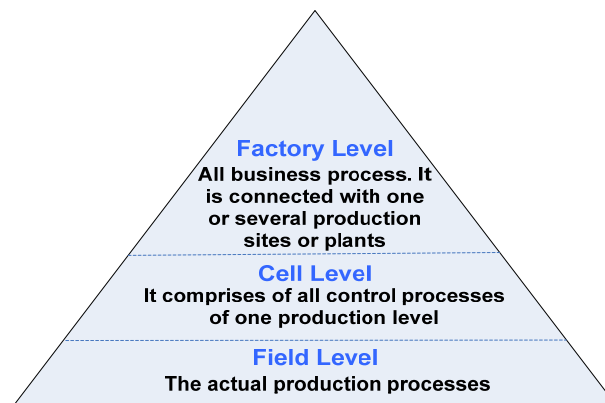 Factory Level
All business process. It
is connected with one
or several production
sites or plants
Cell Level
It comprises of all control processes
of one production level
Field Level
The actual production processes